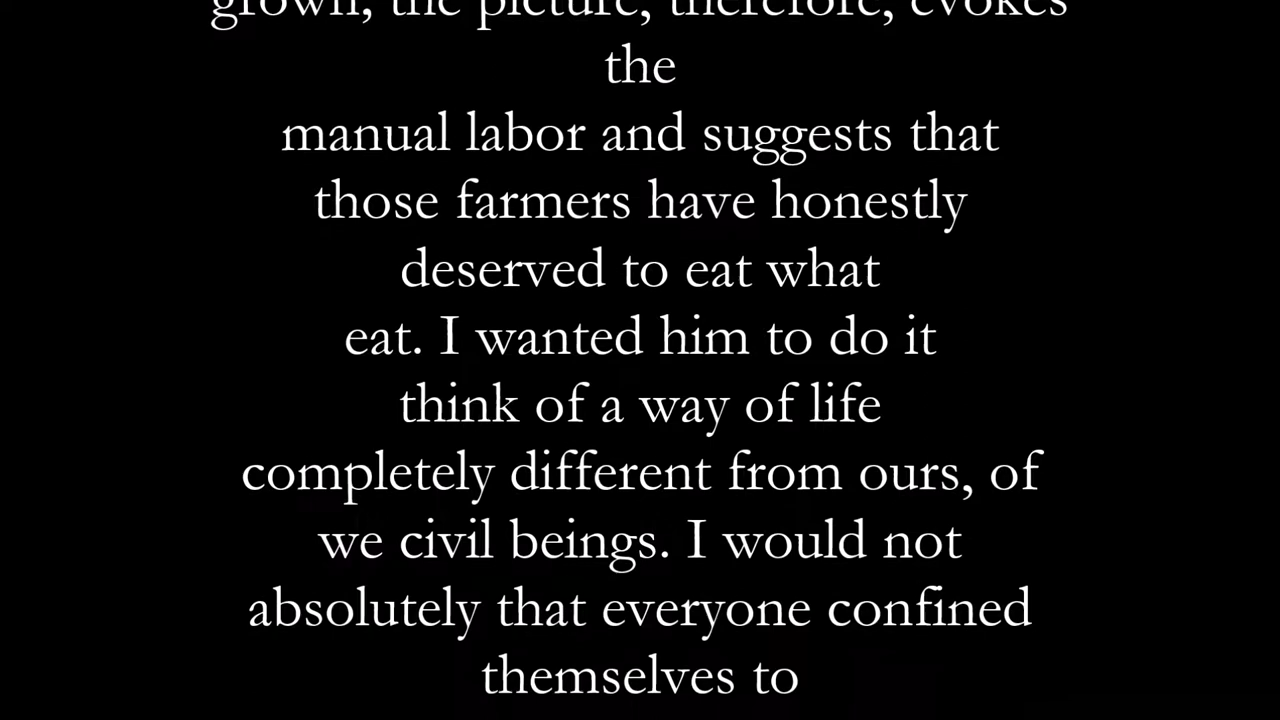 grown, the picture, therefore, evokes
the
manual labor and suggests that
those farmers have honestly
deserved to eat what
eat. I wanted him to do it
think of a way of life
completely different from ours, of
we civil beings. I would not
absolutely that everyone confined
themselves to